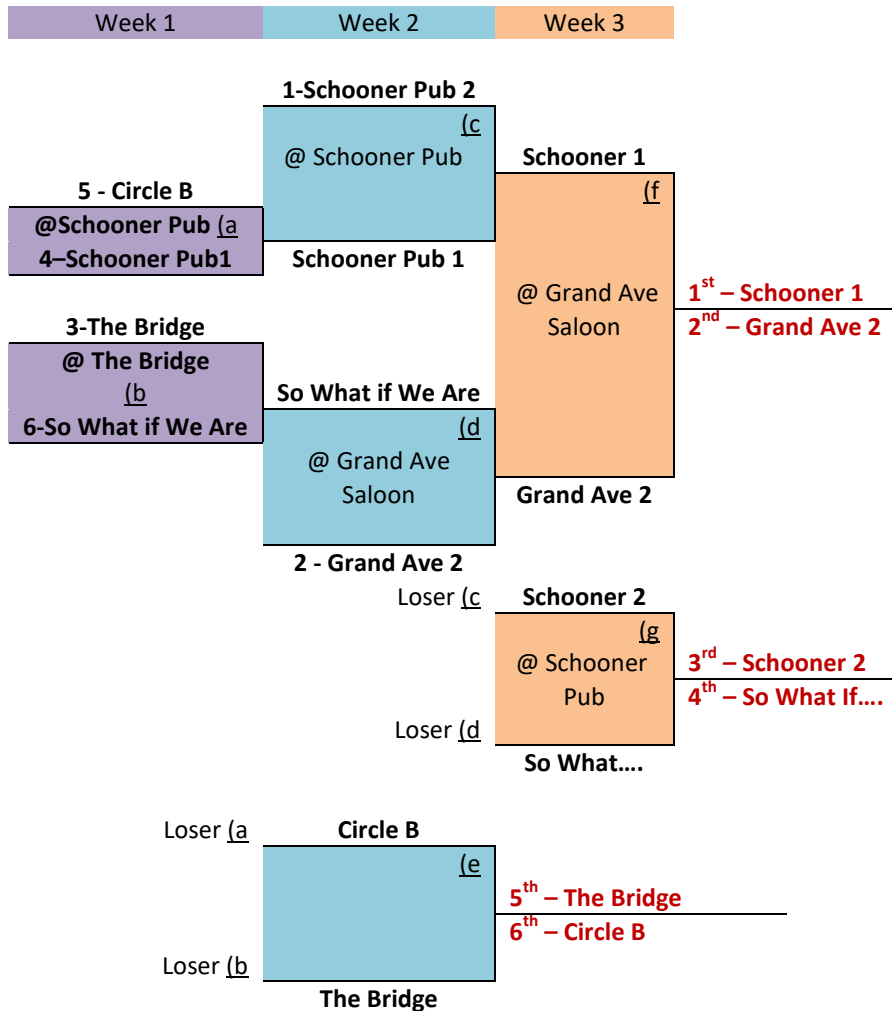 Week 1 Week 2 Week 3
1-Schooner Pub 2
(c
@ Schooner Pub
Schooner 1
(f
5 - Circle B
@Schooner Pub (a
4–Schooner Pub1
Schooner Pub 1
@ Grand Ave
Saloon
1st – Schooner 1
2nd – Grand Ave 2
3-The Bridge
@ The Bridge
(b
6-So What if We Are
So What if We Are
(d
@ Grand Ave
Saloon
Grand Ave 2
2 - Grand Ave 2
Loser (c
Schooner 2
(g
@ Schooner
Pub
3rd – Schooner 2
4th – So What If….
Loser (d
So What….
Loser (a
Circle B
(e
5th – The Bridge
6th – Circle B
Loser (b
The Bridge